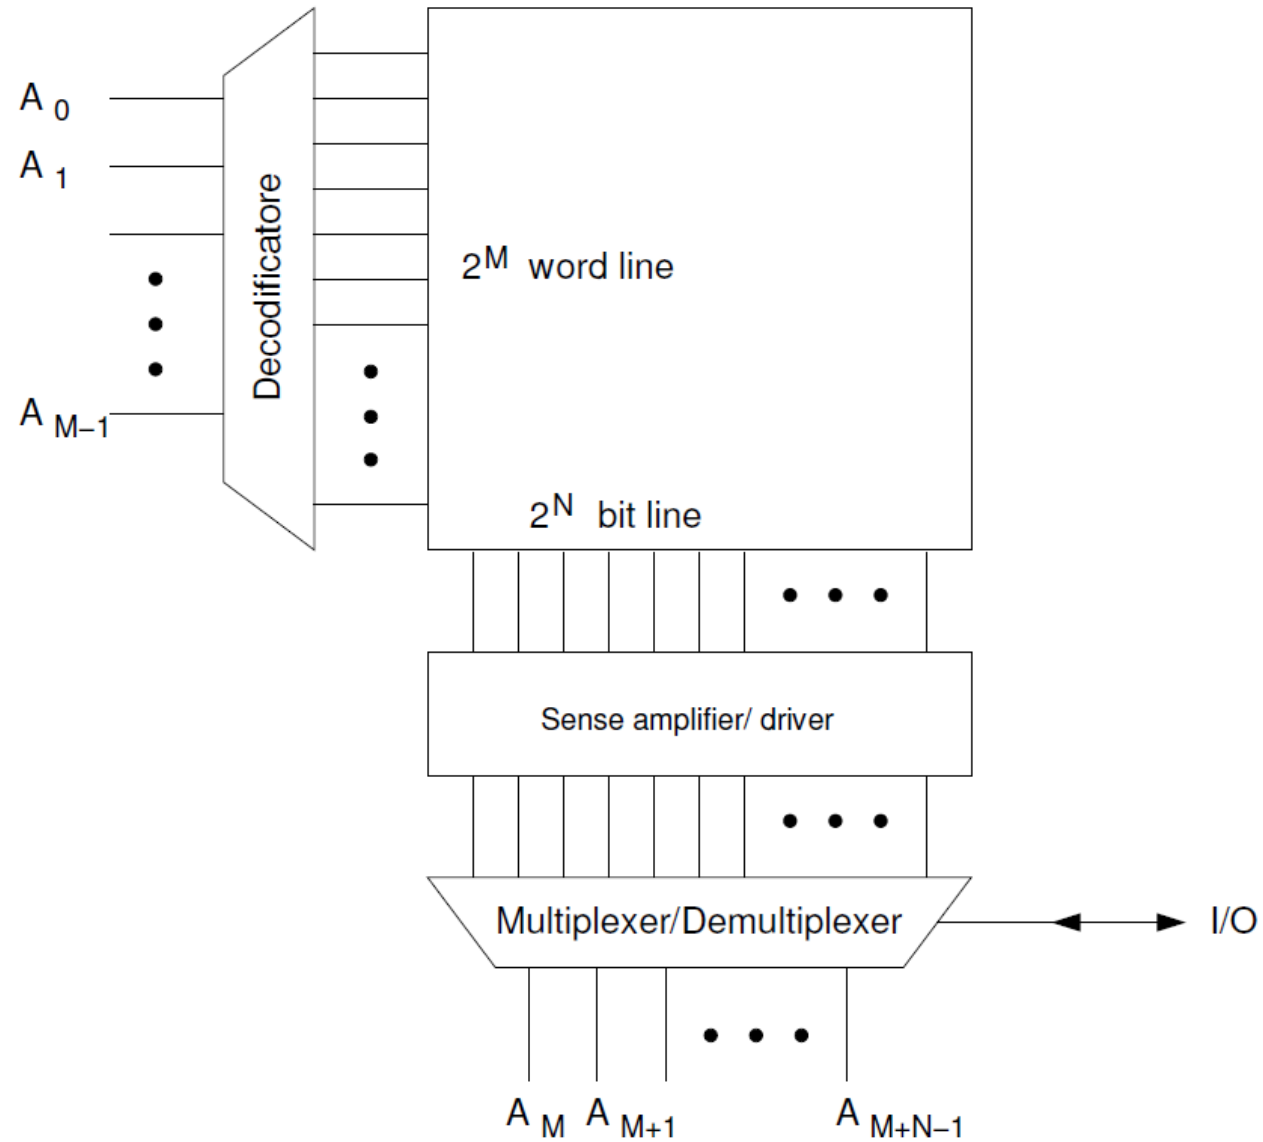 A 0
A 1
Decodificatore
2M word line
A M−1
2N bit line
Sense amplifier/ driver
Multiplexer/Demultiplexer
I/O
A M
A M+1
A M+N−1